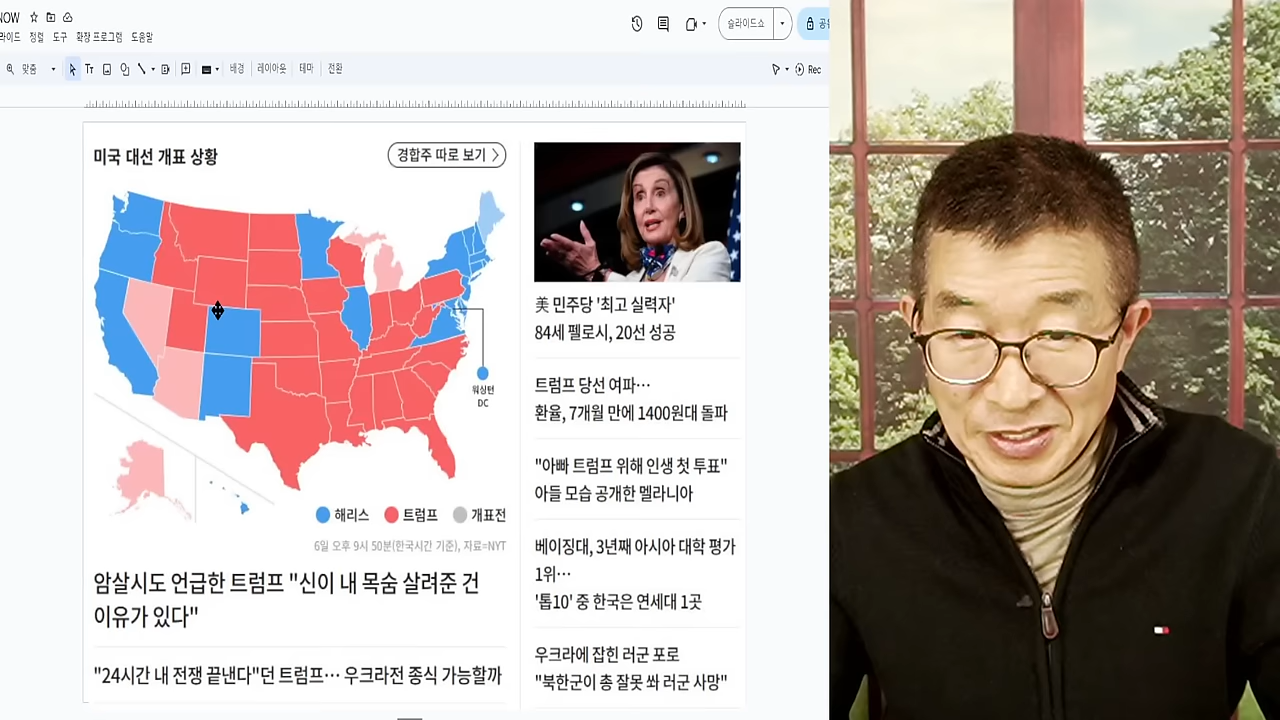 NOW
라이드 정렬 도구 확장 프로그램 도움말
슬라이드쇼
공유
맞춤
Tт
배경 레이아웃 테마 전환
Rec
미국 대선 개표 상황
경합주 따로 보기
워싱턴
DC
해리스 트럼프 개표전
6일 오후 9시 50분(한국시간 기준), 자료=NYT
암살시도 언급한 트럼프 "신이 내 목숨 살려준 건
이유가 있다"
"24시간 내 전쟁 끝낸다"던 트럼프… 우크라전 종식 가능할까
美 민주당 '최고 실력자'
84세 펠로시, 20선 성공
트럼프 당선 여파…
환율, 7개월 만에 1400원대 돌파
"아빠 트럼프 위해 인생 첫 투표"
아들 모습 공개한 멜라니아
베이징대, 3년째 아시아 대학 평가
1위…
'톱10' 중 한국은 연세대 1곳
우크라에 잡힌 러군 포로
"북한군이 총 잘못 쏴 러군 사망"